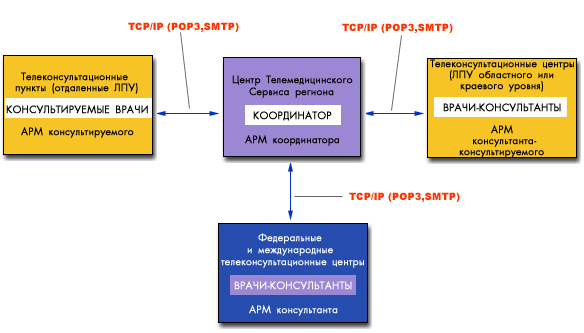 TCP/IP (POP3,SMTP)
TCP/IP (POP3,SMTP)
Телеконсультационные
пункты (отдаленные ЛПУ)
КОНСУЛЬТИРУЕМЫЕ ВРАЧИ
АРМ консультируемого
Центр Телемедицинского
Сервиса региона
КООРДИНАТОР
АРМ координатора
Телеконсультационные центры
(ЛПУ областного или
краевого уровня)
ВРАЧИ-КОНСУЛЬТАНТЫ
АРМ
консультанта-
консультируемого
TCP/IP (POP3,SMTP)
Федеральные
и международные
телеконсультационные центры
ВРАЧИ-КОНСУЛЬТАНТЫ
АРМ консультанта